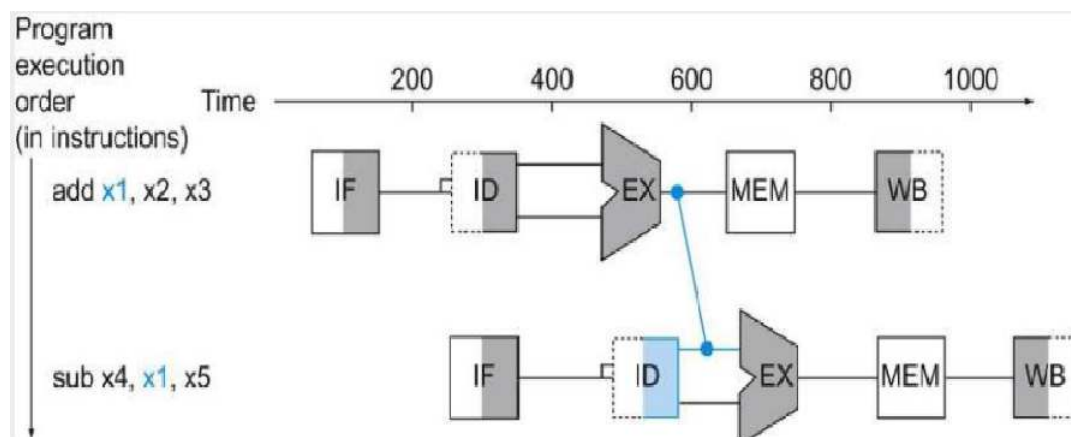 Program
execution
order
(in instructions)
Time
200 400 600 800 1000
add x1, x2, x3
IF ID EX MEM WB
sub x4, x1, x5
IF ID EX MEM WB